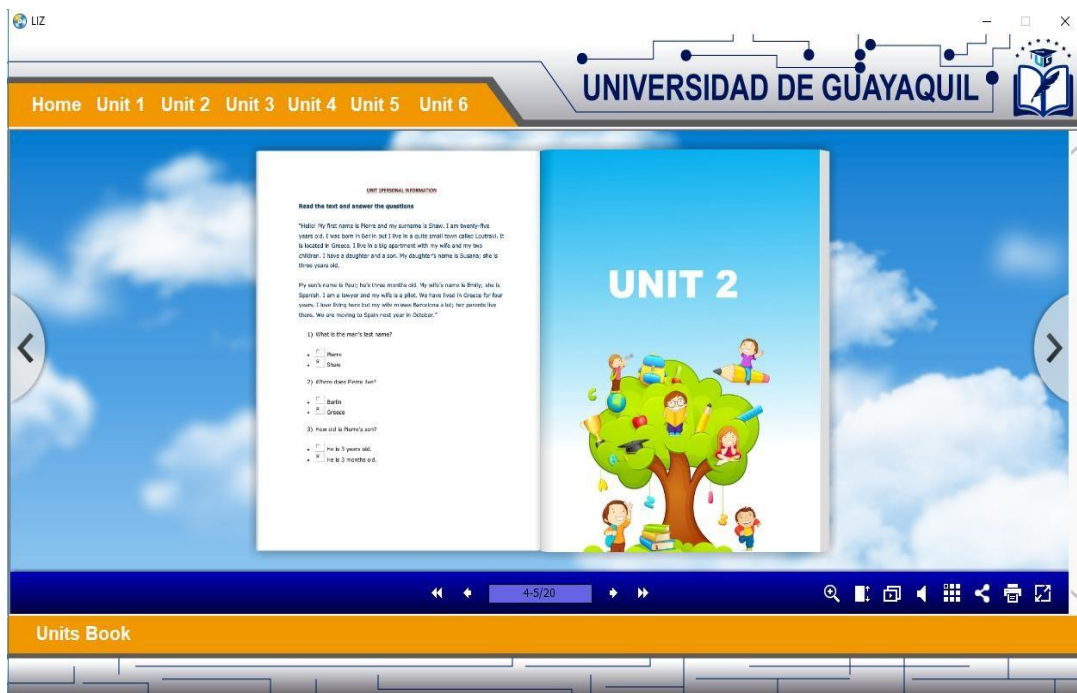 LIZ
UNIVERSIDAD DE GUAYAQUIL
Home Unit 1 Unit 2 Unit 3 Unit 4 Unit 5 Unit 6
UNIT 1PERSONAL INFORMATION
Read the text and answer the questions
"Hello! My first name is Pierre and my surname is Shaw. I am twenty-five
years old. I was born in Berlin but I live in a quite small town called Loutraki. It
is located in Greece. I live in a big apartment with my wife and my two
children. I have a daughter and a son. My daughter's name is Susana; she is
three years old.
My son's name is Paul; he's three months old. My wife's name is Emily; she is
Spanish. I am a lawyer and my wife is a pilot. We have lived in Greece for four
years. I love living here but my wife misses Barcelona a lot; her parents live
there. We are moving to Spain next year in October."
1) What is the man's last name?
Pierre
Shaw
2) Where does Pierre live?
Berlin
Greece
3) How old is Pierre's son?
He is 3 years old.
He is 3 months old.
UNIT 2
4-5/20
Units Book